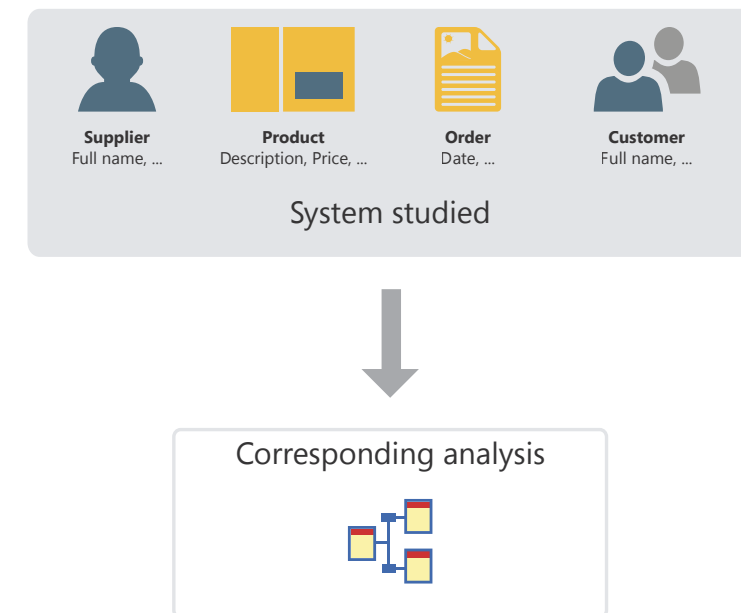 Supplier
Full name, ...
Product
Description, Price, ...
Order
Date, ...
Customer
Full name, ...
System studied
Corresponding analysis